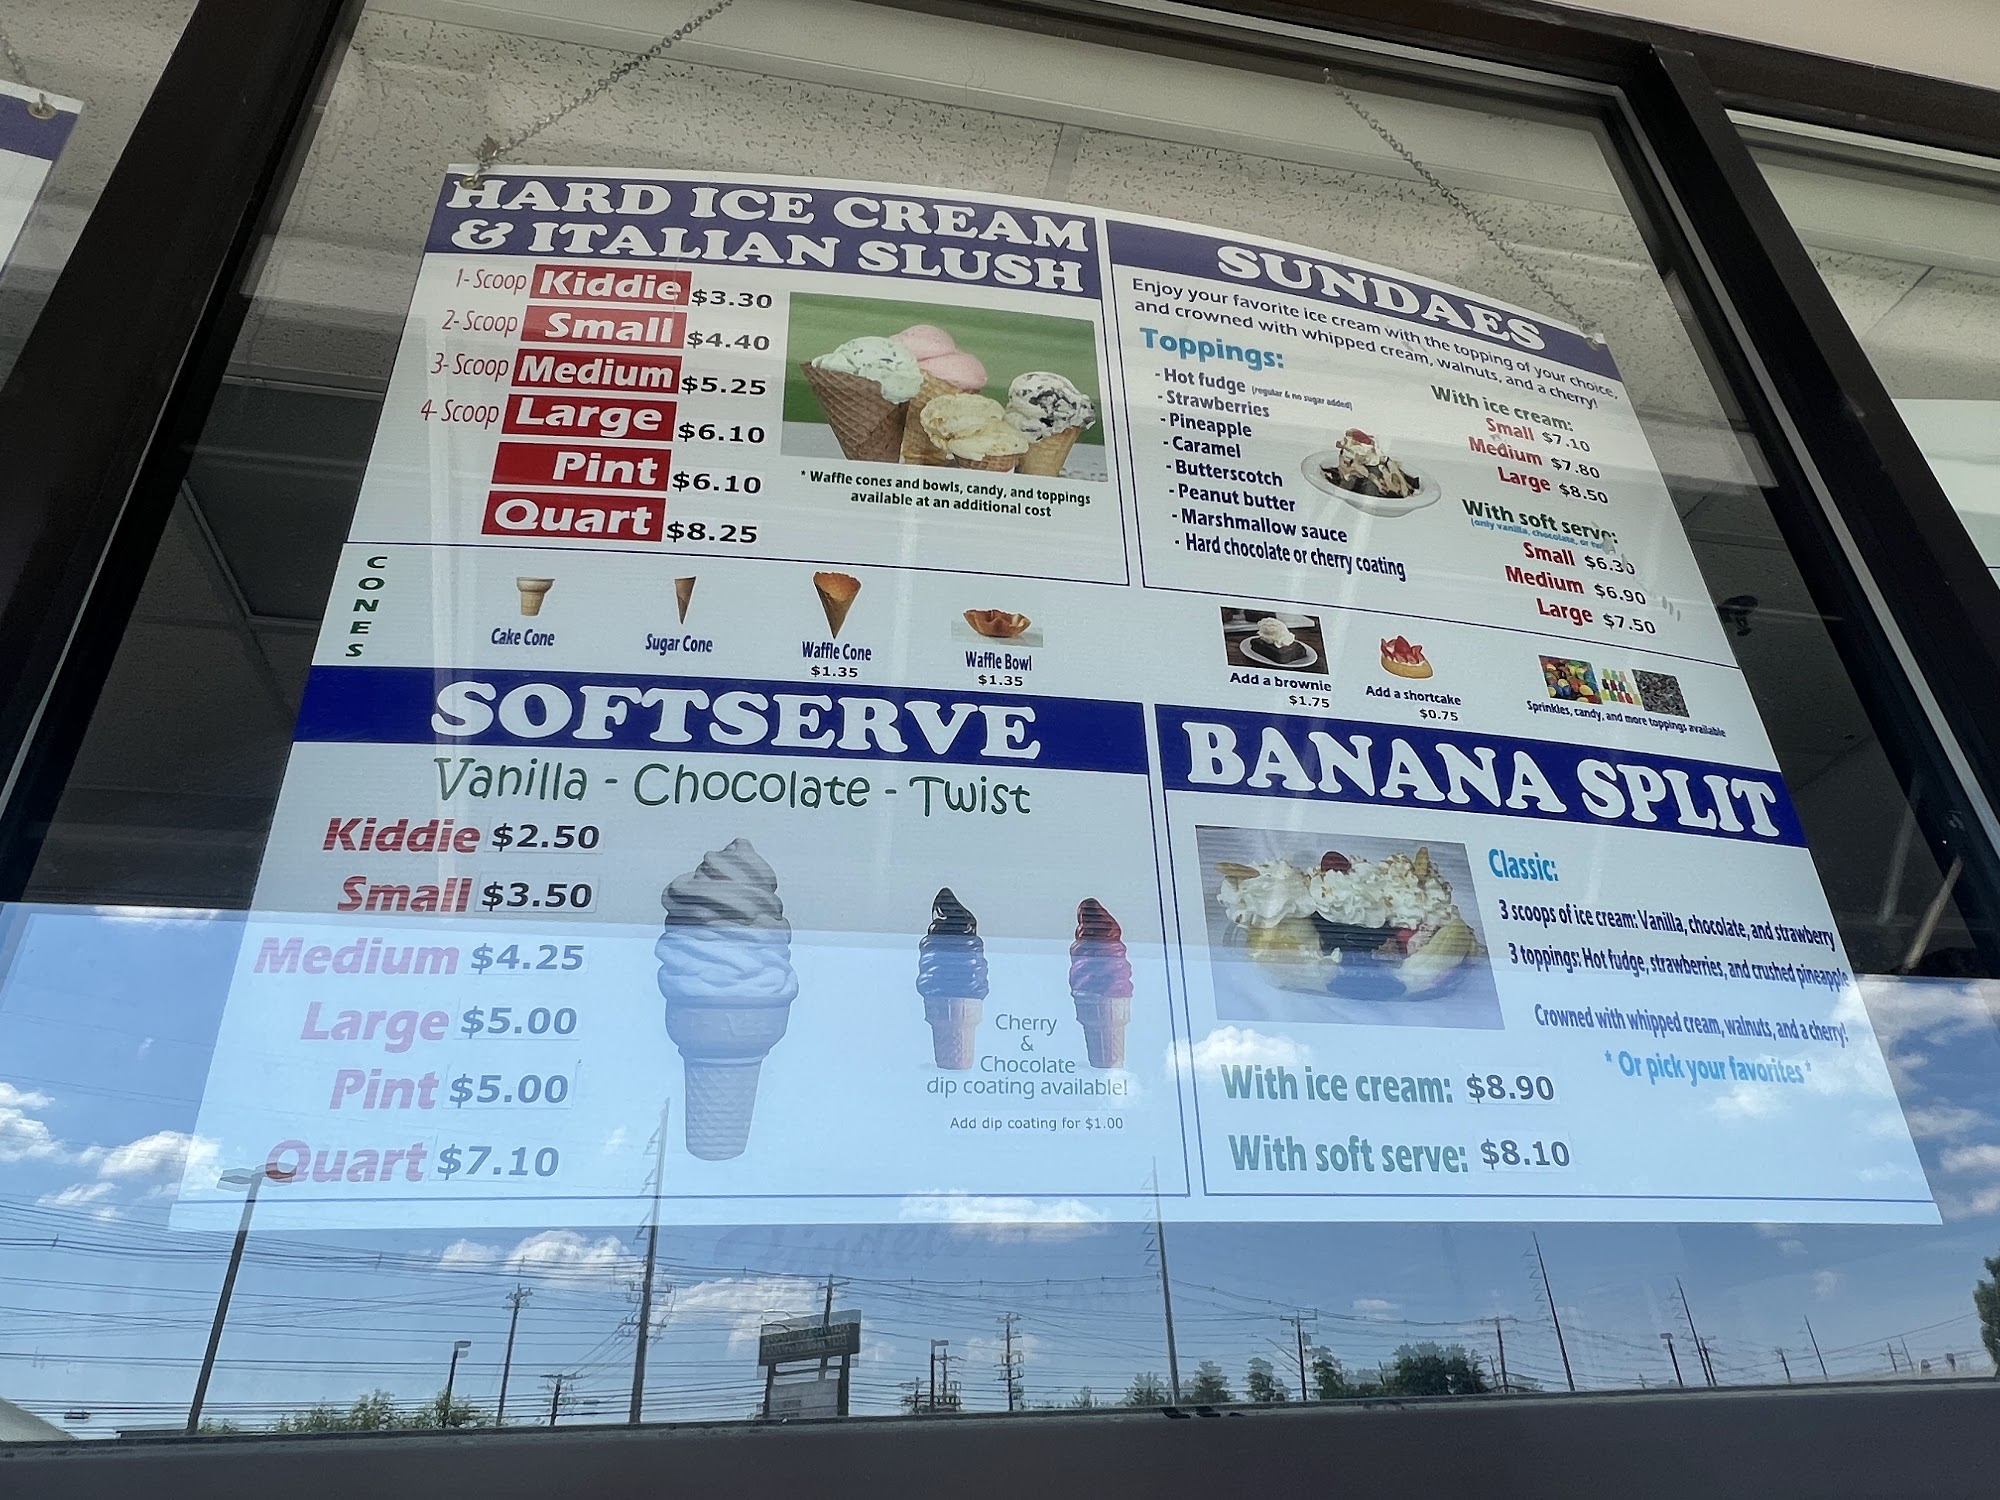 HARD ICE CREAM
& ITALIAN SLUSH
1- Scoop Kiddie $3.30
2- Scoop Small $4.40
3- Scoop Medium $5.25
4- Scoop Large $6.10
Pint $6.10
Quart $8.25
* Waffle cones and bowls, candy, and toppings
available at an additional cost
CONES
Cake Cone
Sugar Cone
Waffle Cone
$1.35
Waffle Bowl
$1.35
SUNDAES
Enjoy your favorite ice cream with the topping of your choice,
and crowned with whipped cream, walnuts, and a cherry!
Toppings:
- Hot fudge (regular & no sugar added)
- Strawberries
- Pineapple
- Caramel
- Butterscotch
- Peanut butter
- Marshmallow sauce
- Hard chocolate or cherry coating
With ice cream:
Small $7.10
Medium $7.80
Large $8.50
With soft serve:
(only vanilla, chocolate, or
Small $6.30
Medium $6.90
Large $7.50
Add a brownie
$1.75
Add a shortcake
$0.75
Sprinkles, candy, and more toppings available
SOFTSERVE
Vanilla - Chocolate - Twist
Kiddie $2.50
Small $3.50
Medium $4.25
Large $5.00
Pint $5.00
Quart $7.10
Cherry
&
Chocolate
dip coating available!
Add dip coating for $1.00
BANANA SPLIT
Classic:
3 scoops of ice cream: Vanilla, chocolate, and strawberry
3 toppings: Hot fudge, strawberries, and crushed pineapple
Crowned with whipped cream, walnuts, and a cherry!
* Or pick your favorites *
With ice cream: $8.90
With soft serve: $8.10